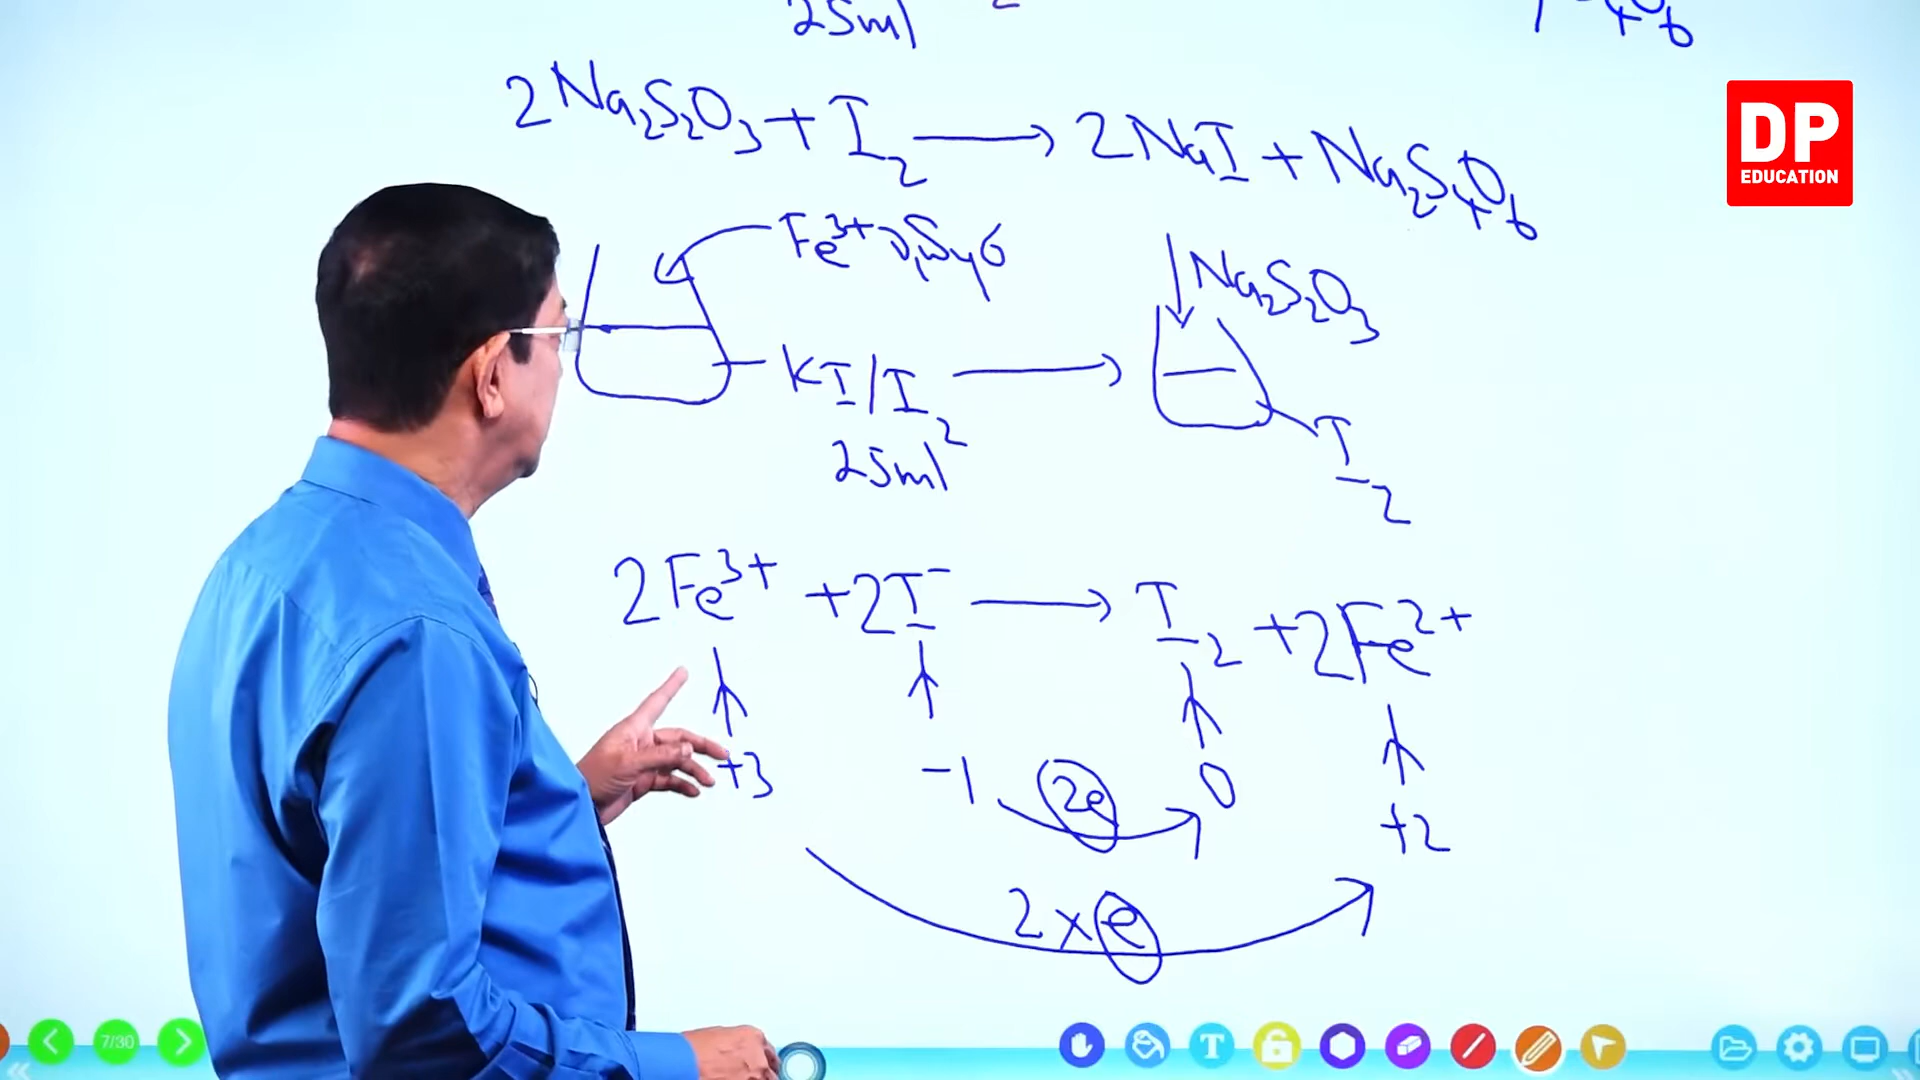 25ml
2Na₂S₂O₃ + I₂ → 2NaI + Na₂S₄O₆
DP
EDUCATION
Fe³⁺
Na₂S₂O₃
KI/I₂
25ml
I₂
2Fe³⁺ + 2I⁻ → I₂ + 2Fe²⁺
+3 -1 2e 0 +2
2 × e
7/30
T